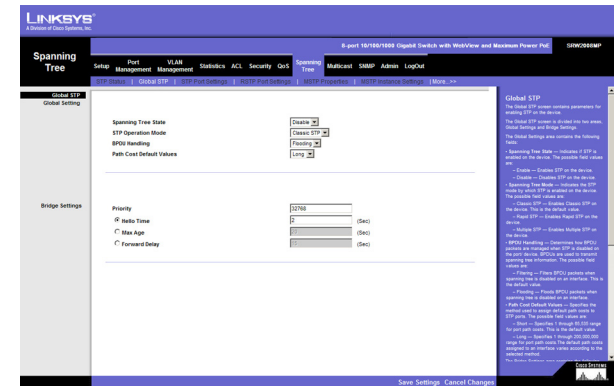 LINKSYS®
A Division of Cisco Systems, Inc.
8-port 10/100/1000 Gigabit Switch with WebView and Maximum Power PoE
SRW2008MP
Spanning Tree
Setup
Port Management
VLAN Management
Statistics
ACL
Security
QoS
Spanning Tree
Multicast
SNMP
Admin
LogOut
STP Status | Global STP | STP Port Settings | RSTP Port Settings | MSTP Properties | MSTP Instance Settings | More...>>
Global STP
Global Setting
Spanning Tree State Disable
STP Operation Mode Classic STP
BPDU Handling Flooding
Path Cost Default Values Long
Bridge Settings
Priority 32768
Hello Time 2 (Sec)
Max Age 20 (Sec)
Forward Delay 15 (Sec)
Global STP
The Global STP screen contains parameters for
enabling STP on the device.
The Global STP screen is divided into two areas,
Global Settings and Bridge Settings.
The Global Settings area contains the following
fields:
- Spanning Tree State — Indicates if STP is
enabled on the device. The possible field values
are:
– Enable — Enables STP on the device.
– Disable — Disables STP on the device.
- Spanning Tree Mode — Indicates the STP
mode by which STP is enabled on the device.
The possible field values are:
– Classic STP — Enables Classic STP on
the device. This is the default value.
– Rapid STP — Enables Rapid STP on the
device.
– Multiple STP — Enables Multiple STP on
the device.
- BPDU Handling — Determines how BPDU
packets are managed when STP is disabled on
the port/ device. BPDUs are used to transmit
spanning tree information. The possible field
values are:
– Filtering — Filters BPDU packets when
spanning tree is disabled on an interface. This is
the default value.
– Flooding — Floods BPDU packets when
spanning tree is disabled on an interface.
- Path Cost Default Values — Specifies the
method used to assign default path costs to
STP ports. The possible field values are:
– Short — Specifies 1 through 65,535 range
for port path costs. This is the default value.
– Long — Specifies 1 through 200,000,000
range for port path costs. The default path costs
assigned to an interface varies according to the
selected method.
Save Settings Cancel Changes
CISCO SYSTEMS